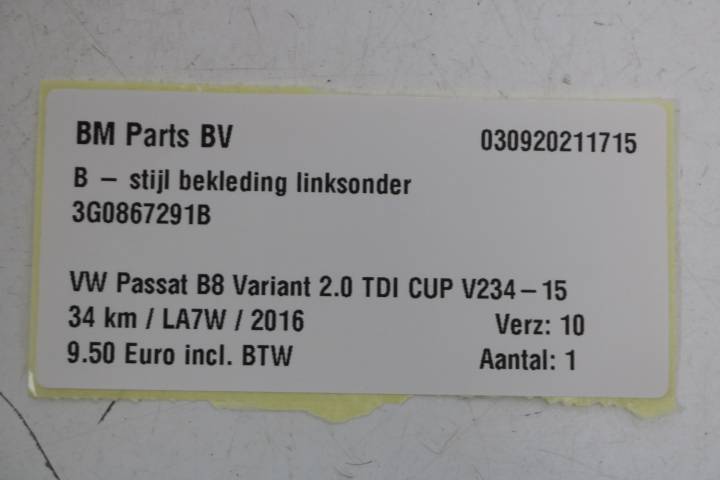 BM Parts BV 030920211715
B – stijl bekleding linksonder
3G0867291B
VW Passat B8 Variant 2.0 TDI CUP V234–15
34 km / LA7W / 2016 Verz: 10
9.50 Euro incl. BTW Aantal: 1